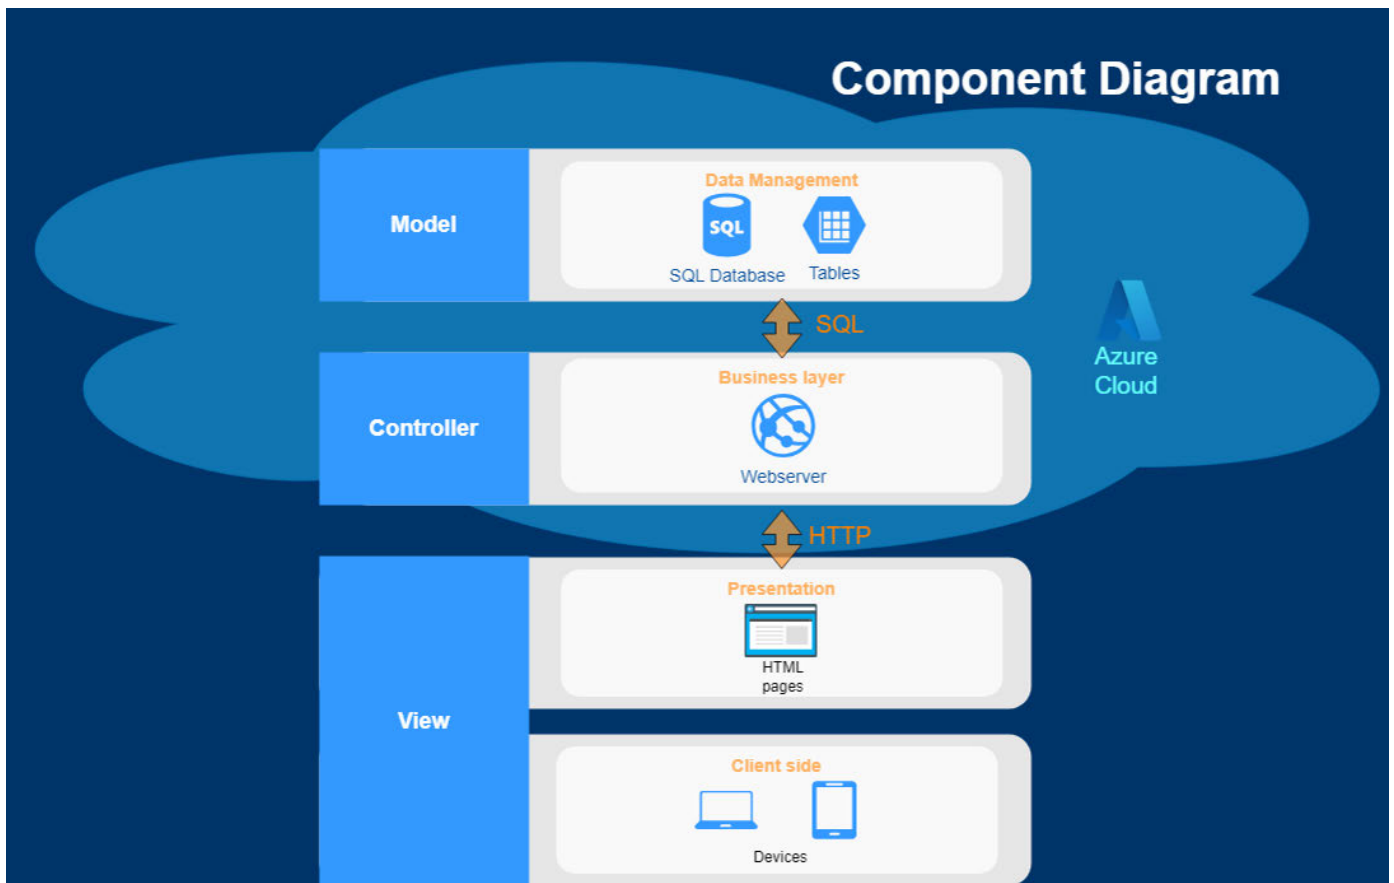 Component Diagram
Model
Data Management
SQL
SQL Database
Tables
SQL
Azure
Cloud
Controller
Business layer
Webserver
HTTP
View
Presentation
HTML
pages
Client side
Devices